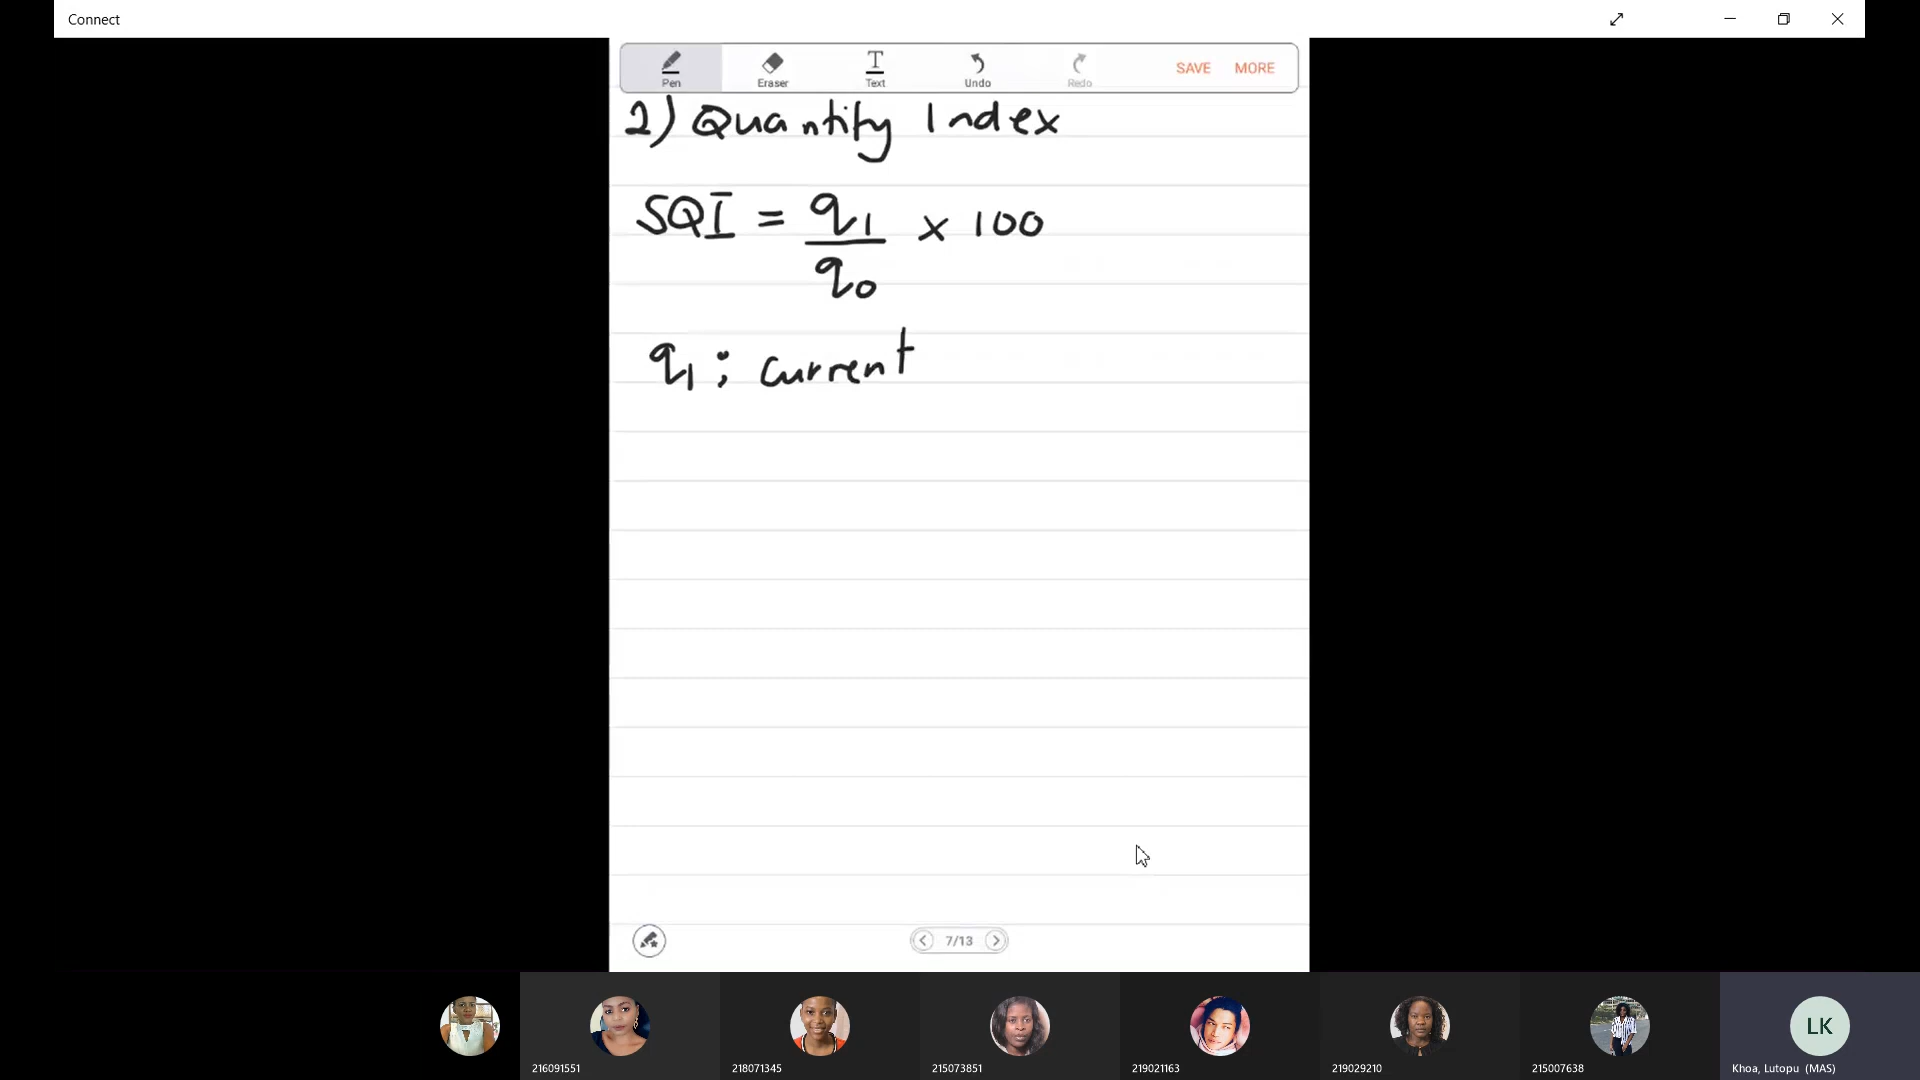 Connect
Pen Eraser Text Undo Redo SAVE MORE
2) Quantity Index
SQI = q1/q0 x 100
q1 : current
7/13
216091551 218071345 215073851 219021163 219029210 215007638 Khoa, Lutopu (MAS)
LK